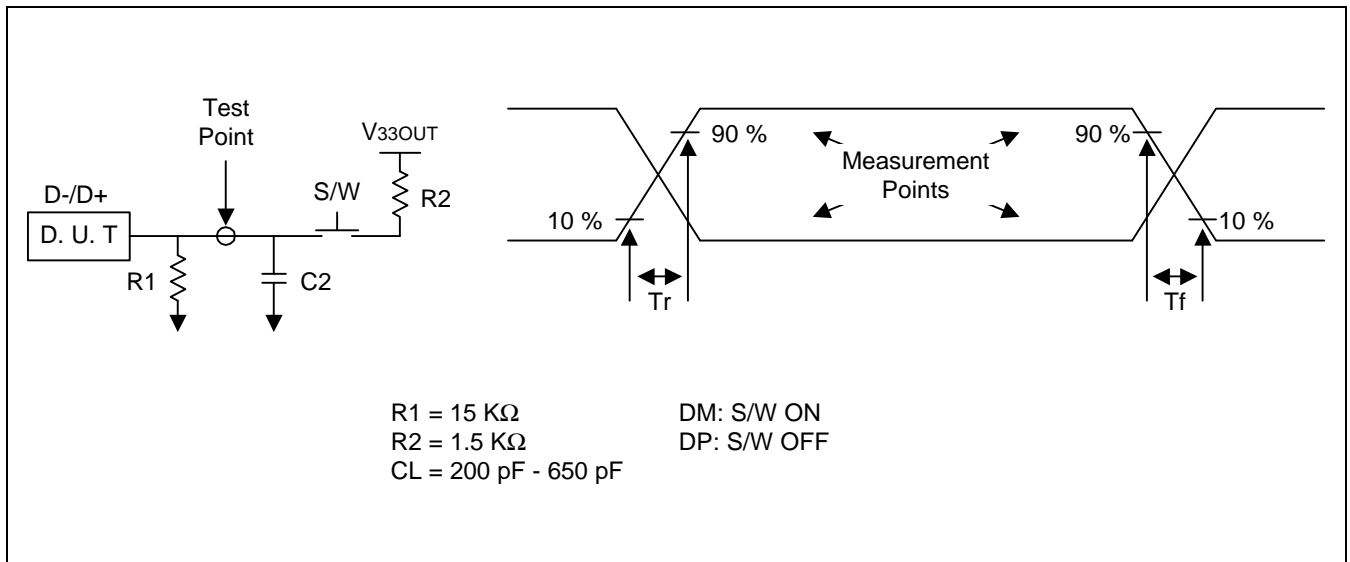 Test
Point
V33OUT
D-/D+
S/W
R2
D. U. T
R1
C2
90 %
90 %
Measurement
Points
10 %
10 %
Tr
Tf
R1 = 15 KΩ
DM: S/W ON
R2 = 1.5 KΩ
DP: S/W OFF
CL = 200 pF - 650 pF